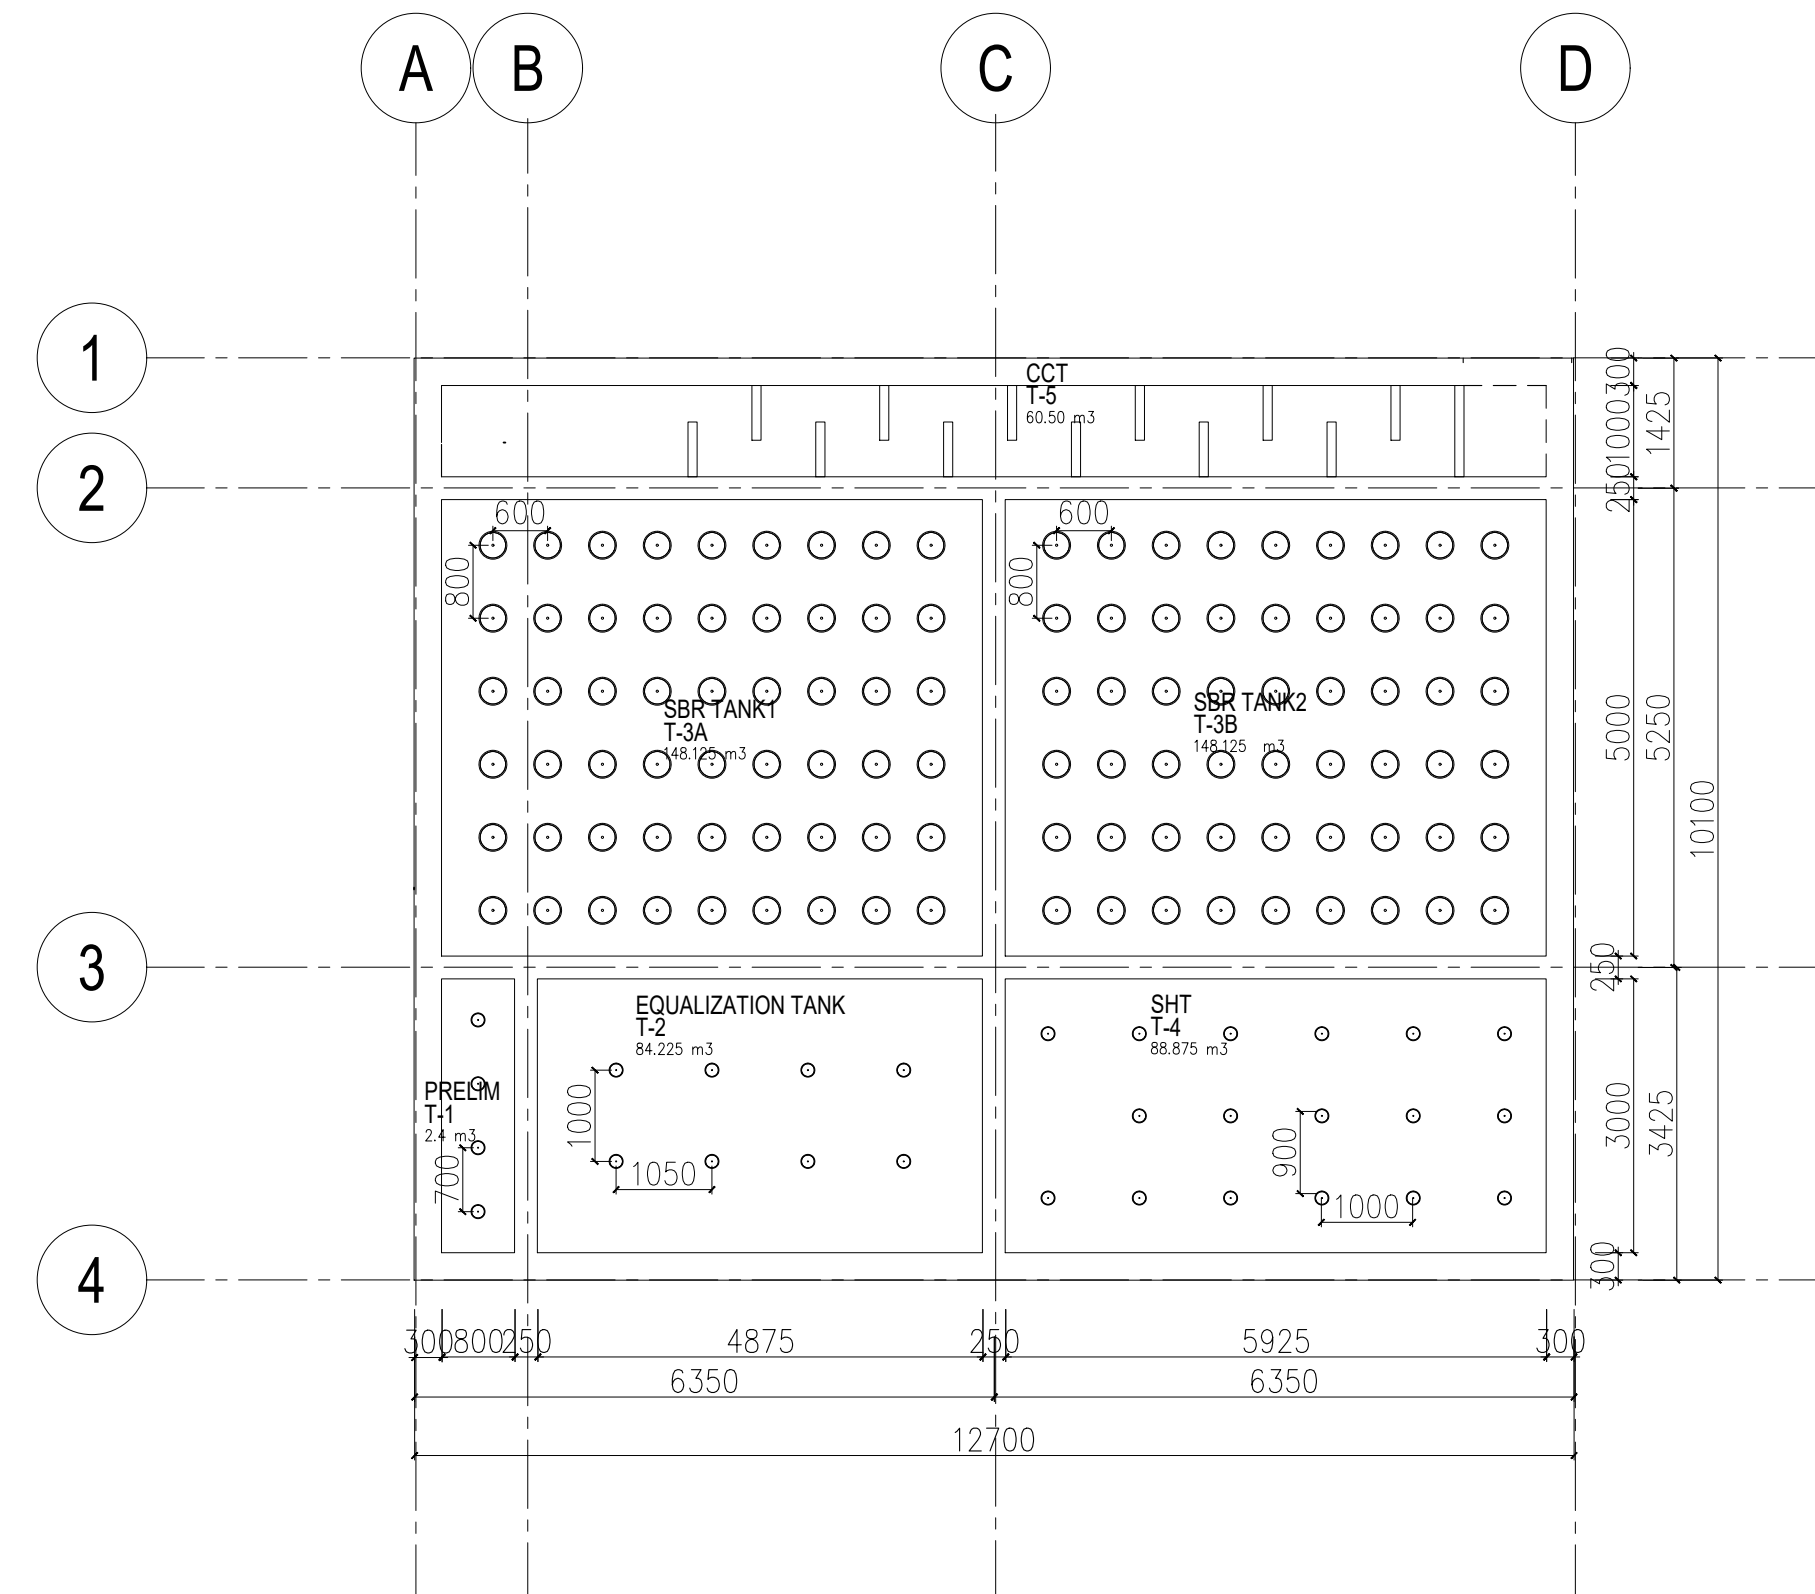 A
B
C
D
1
2
3
4
CCT
T-5
60.50 m3
300
1000
1425
250
600
600
800
800
SBR TANK1
T-3A
148.125 m3
SBR TANK2
T-3B
148.125 m3
5000
5250
10100
250
EQUALIZATION TANK
T-2
84.225 m3
SHT
T-4
88.875 m3
PRELIM
T-1
2.4 m3
700
1000
1050
900
1000
3000
3425
300
300
800
250
4875
250
5925
300
6350
6350
12700